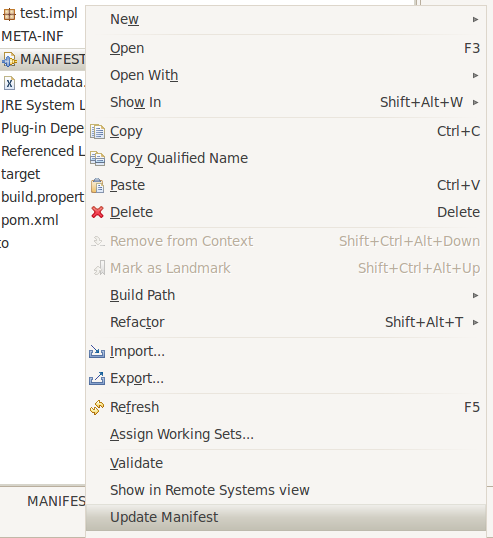 test.impl
META-INF
MANIFEST
metadata.
JRE System L
Plug-in Depe
Referenced L
target
build.propert
pom.xml
to
New
Open F3
Open With
Show In Shift+Alt+W
Copy Ctrl+C
Copy Qualified Name
Paste Ctrl+V
Delete Delete
Remove from Context Shift+Ctrl+Alt+Down
Mark as Landmark Shift+Ctrl+Alt+Up
Build Path
Refactor Shift+Alt+T
Import...
Export...
Refresh F5
Assign Working Sets...
Validate
Show in Remote Systems view
Update Manifest
MANIFES